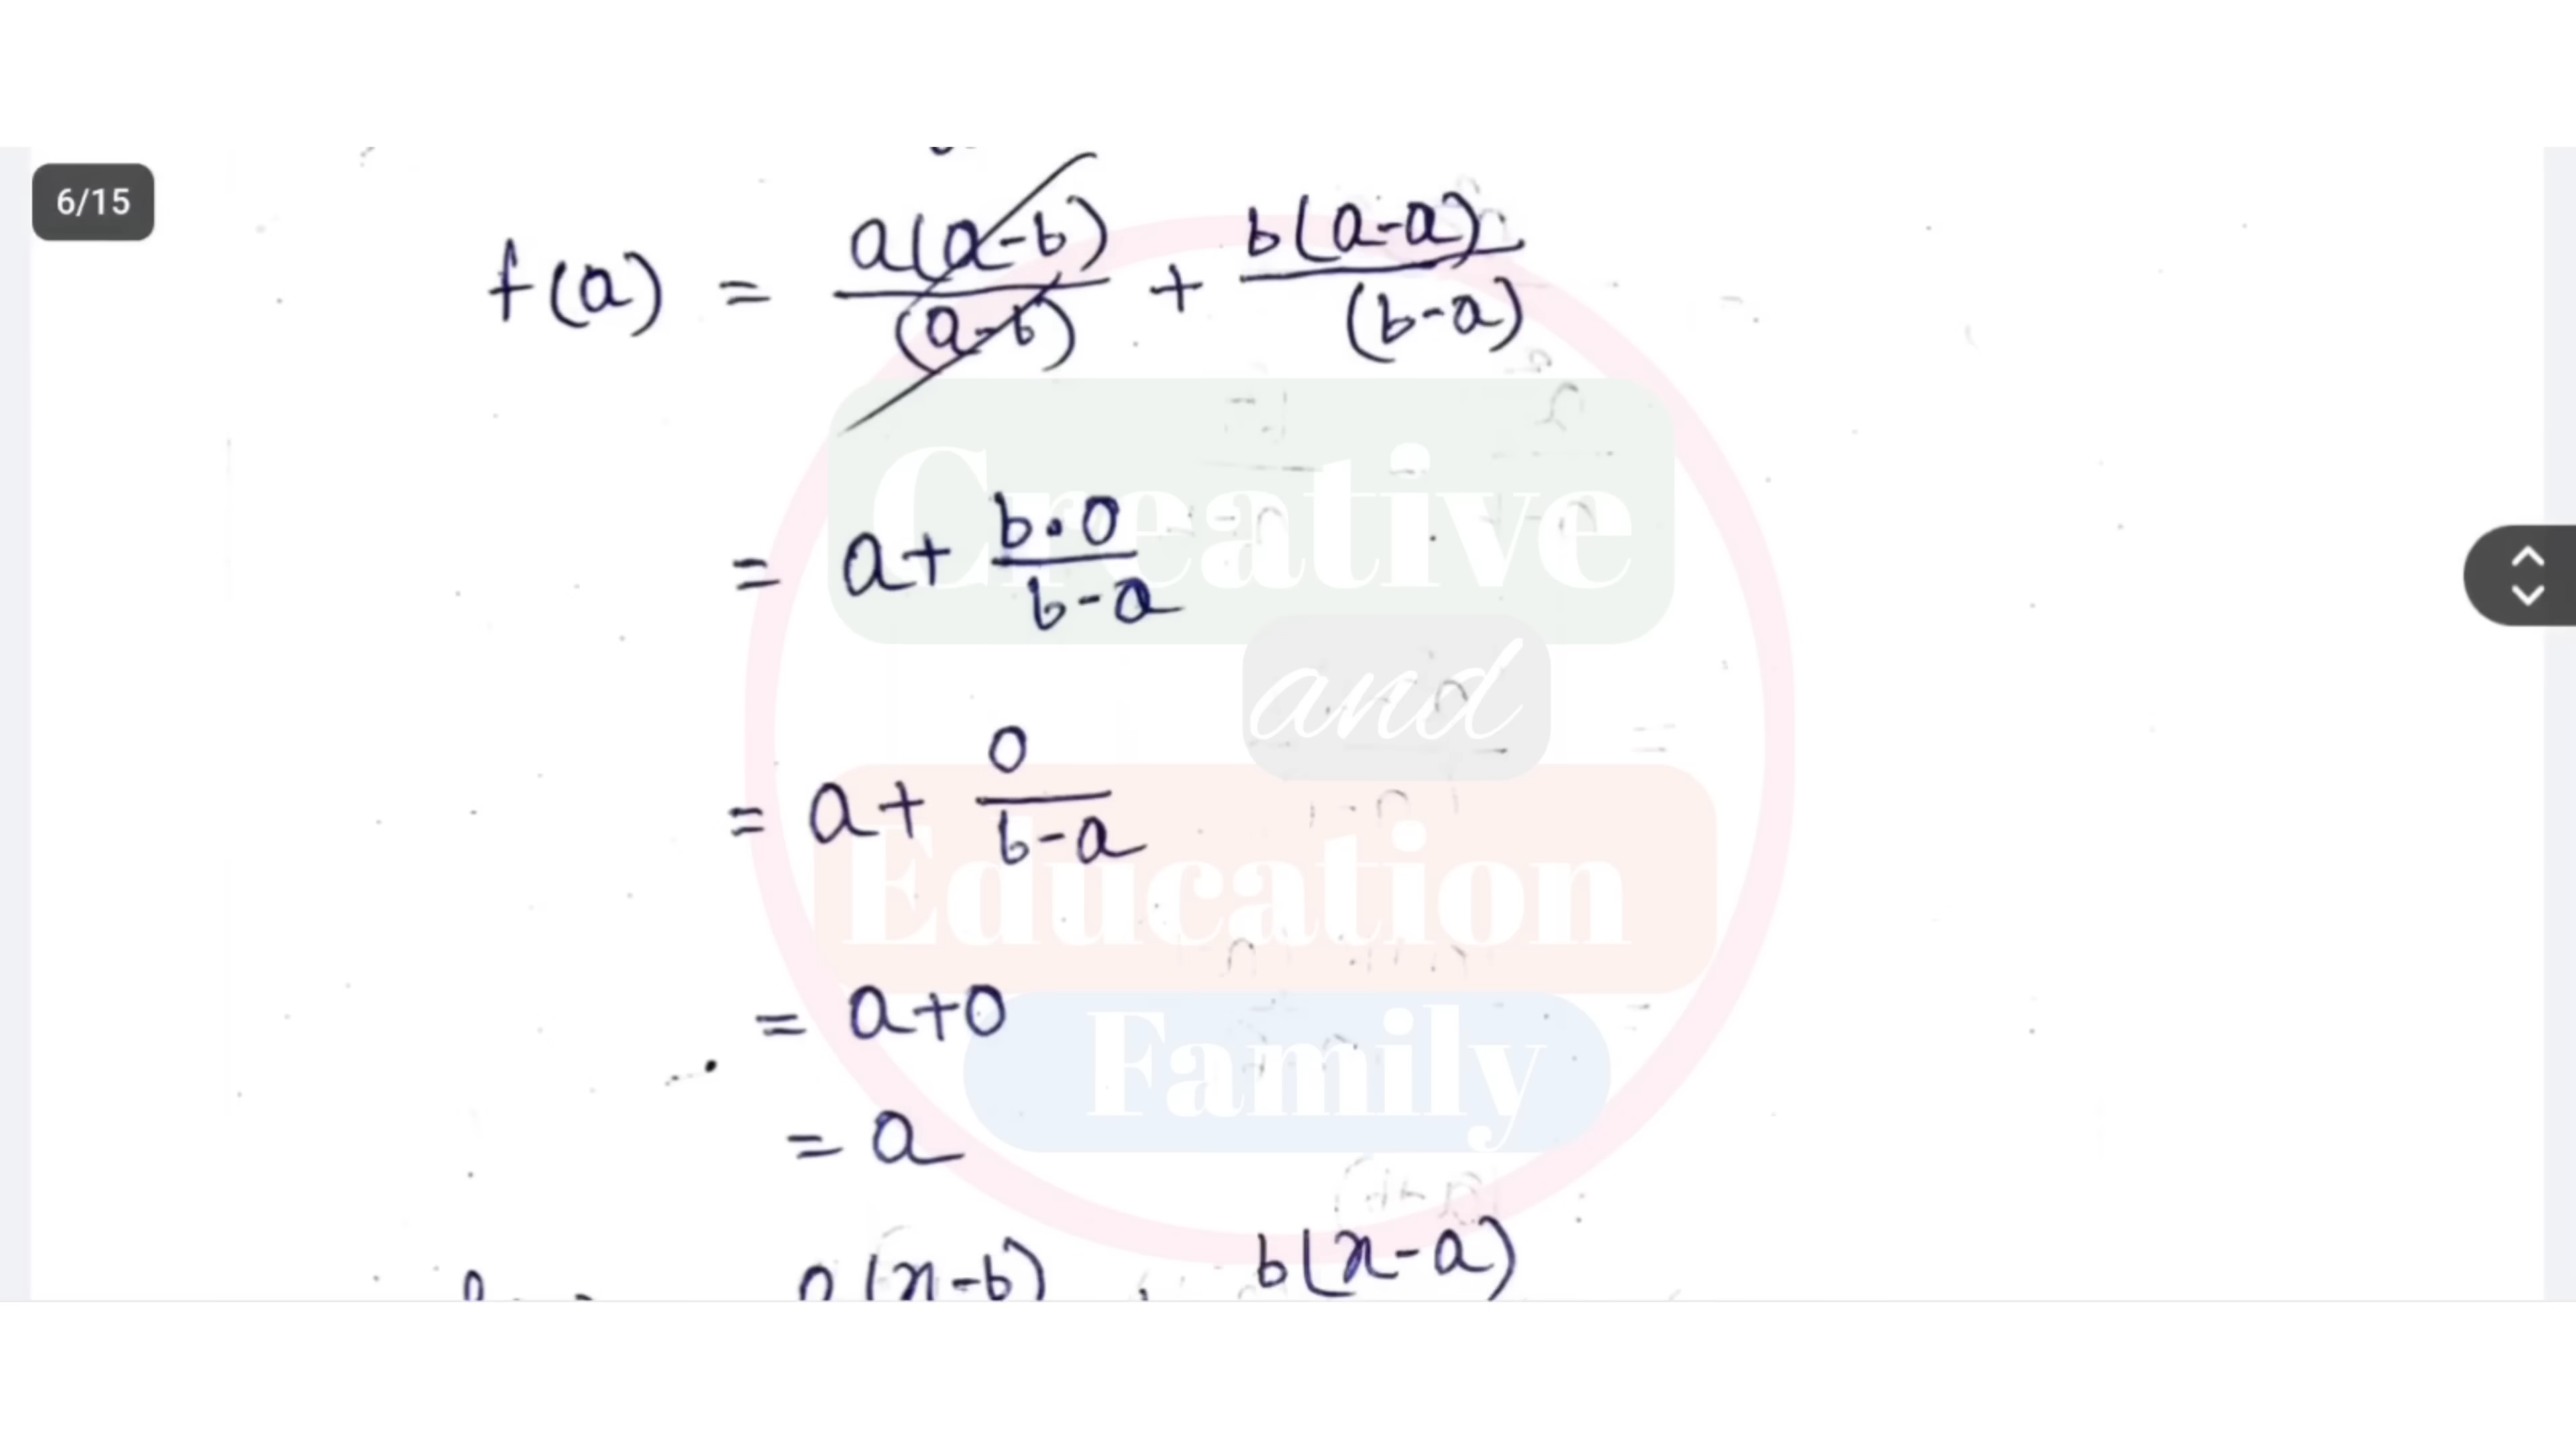 6/15
f(a) = a(a-b)/(a-b) + b(a-a)/(b-a)
= a + b·0/b-a
= a + 0/b-a
= a+0
= a
(x-b) b(x-a)
Creative
and
Education
Family